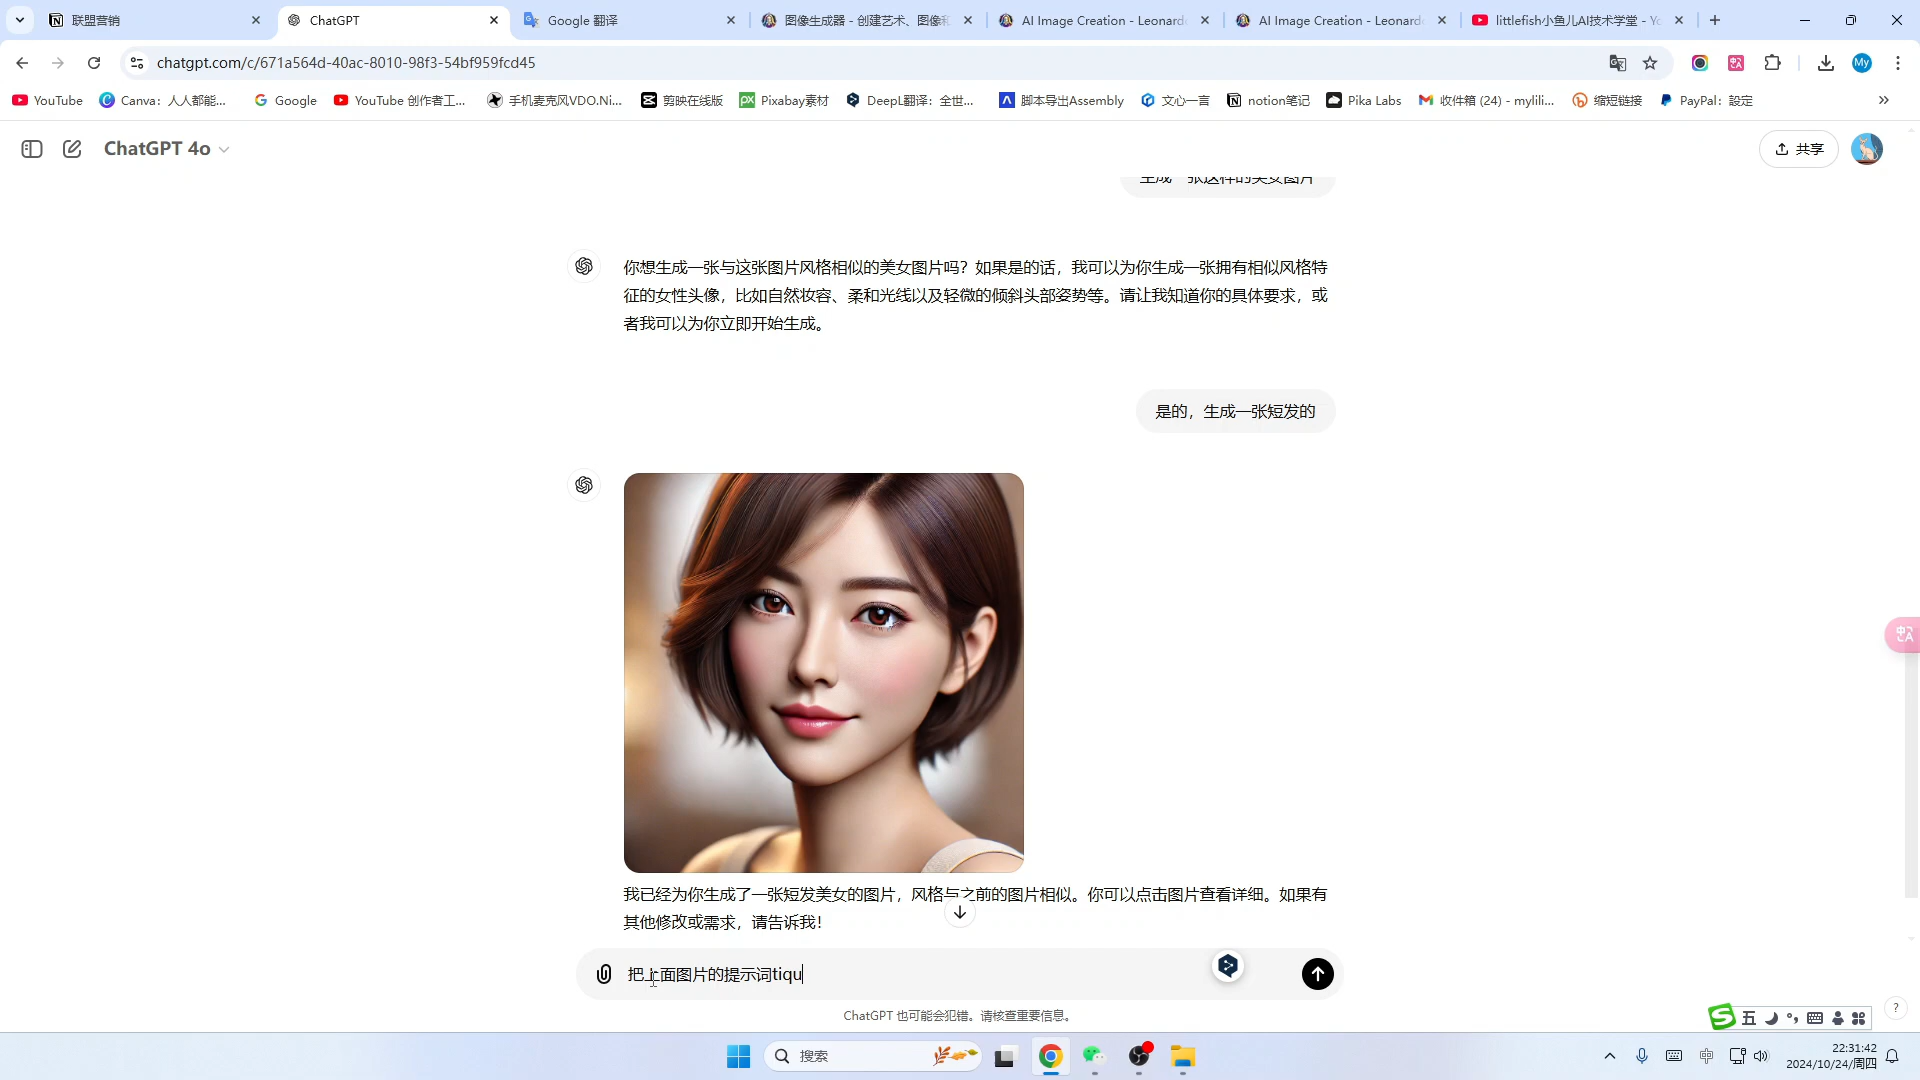 联盟营销
ChatGPT
Google 翻译
图像生成器 - 创建艺术、图像和
AI Image Creation - Leonard
AI Image Creation - Leonard
littlefish小鱼儿AI技术学堂 - Yo
chatgpt.com/c/671a564d-40ac-8010-98f3-54bf959fcd45
My
YouTube
Canva：人人都能...
Google
YouTube 创作者工...
手机麦克风VDO.Ni...
剪映在线版
Pixabay素材
DeepL翻译：全世...
脚本导出Assembly
文心一言
notion笔记
Pika Labs
收件箱 (24) - mylili...
缩短链接
PayPal：設定
ChatGPT 4o
共享
生成一张这样的美女图片
你想生成一张与这张图片风格相似的美女图片吗？如果是的话，我可以为你生成一张拥有相似风格特
征的女性头像，比如自然妆容、柔和光线以及轻微的倾斜头部姿势等。请让我知道你的具体要求，或
者我可以为你立即开始生成。
是的，生成一张短发的
我已经为你生成了一张短发美女的图片，风格与之前的图片相似。你可以点击图片查看详细。如果有
其他修改或需求，请告诉我！
把上面图片的提示词tiqu
ChatGPT 也可能会犯错。请核查重要信息。
?
S 五
搜索
中
22:31:42
2024/10/24/周四